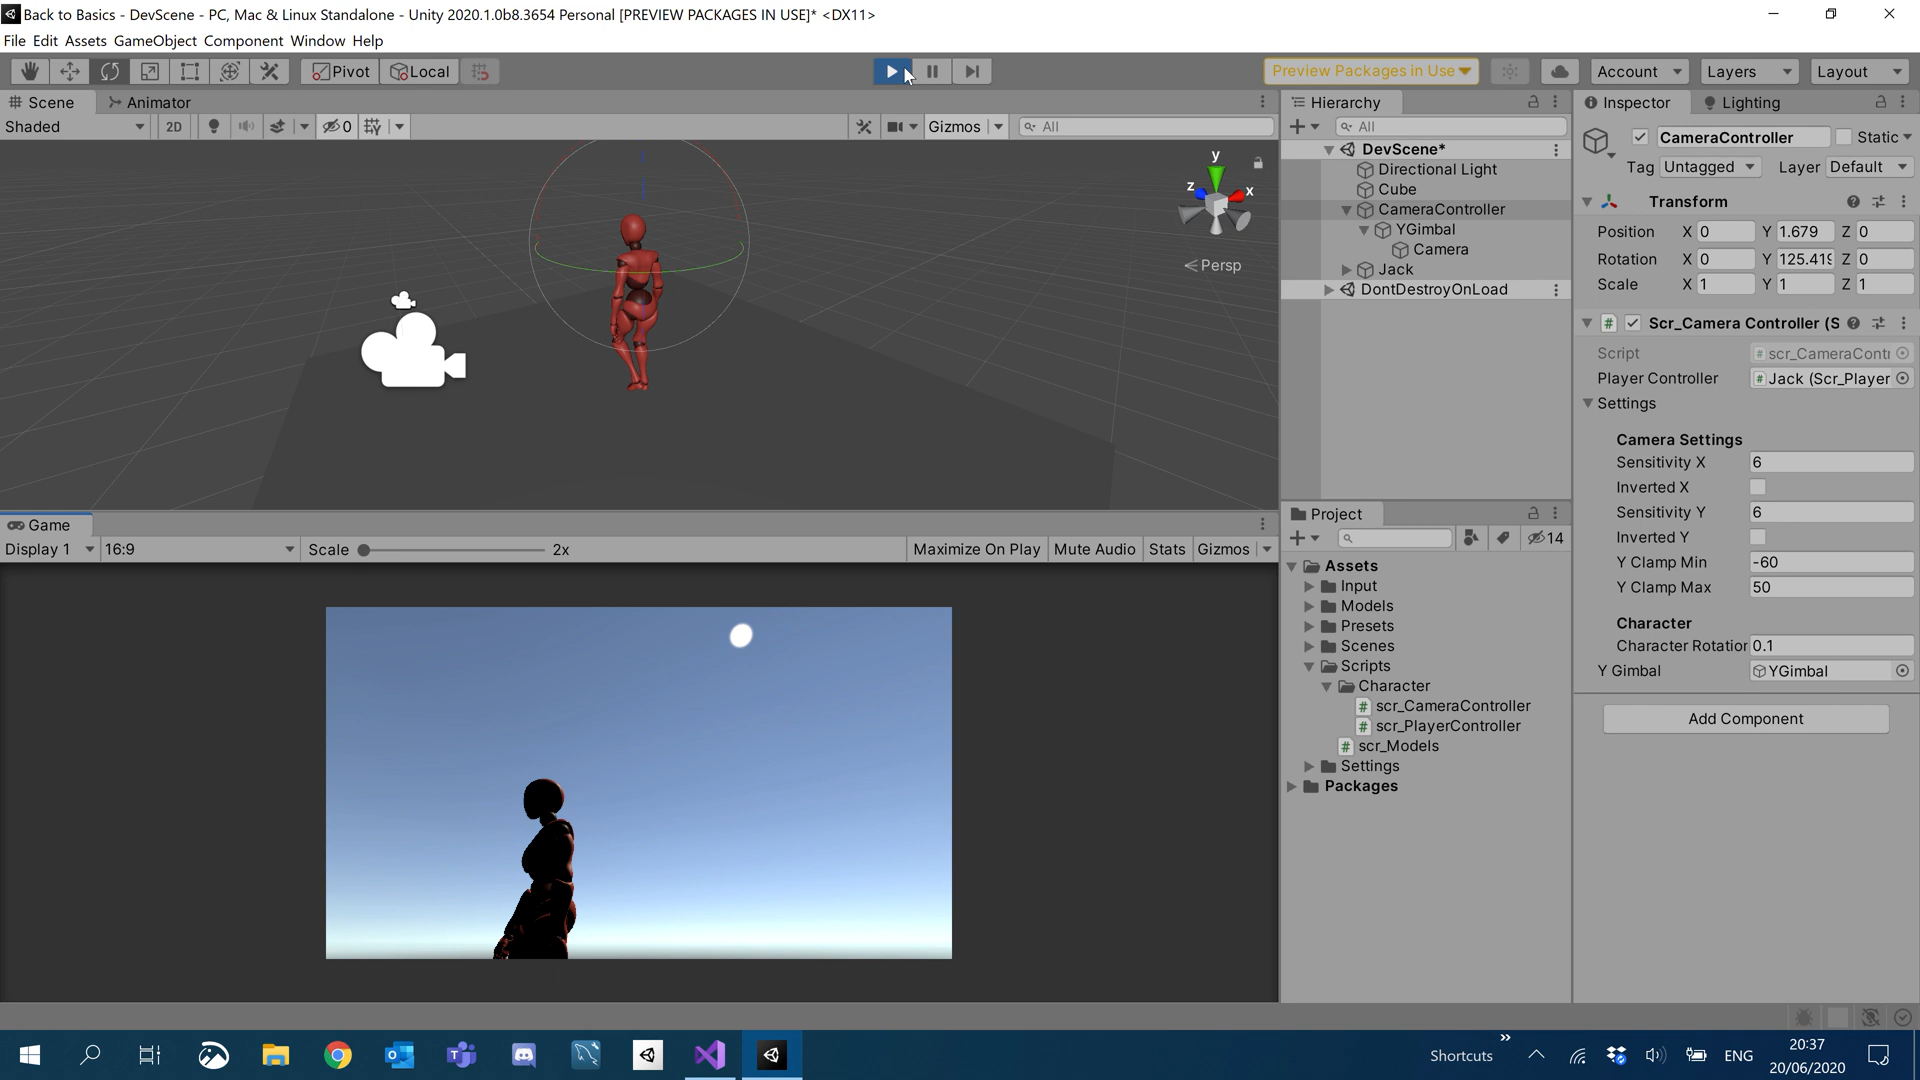 Back to Basics - DevScene - PC, Mac & Linux Standalone - Unity 2020.1.0b8.3654 Personal [PREVIEW PACKAGES IN USE]* <DX11>
File Edit Assets GameObject Component Window Help
Pivot Local Preview Packages in Use Account Layers Layout
Scene Animator
Shaded 2D 0 Gizmos All
y
z x
Persp
Game
Display 1 16:9 Scale 2x Maximize On Play Mute Audio Stats Gizmos
Hierarchy
All
DevScene*
Directional Light
Cube
CameraController
YGimbal
Camera
Jack
DontDestroyOnLoad
Project
14
Assets
Input
Models
Presets
Scenes
Scripts
Character
scr_CameraController
scr_PlayerController
scr_Models
Settings
Packages
Inspector Lighting
CameraController Static
Tag Untagged Layer Default
Transform
Position X 0 Y 1.679 Z 0
Rotation X 0 Y 125.419 Z 0
Scale X 1 Y 1 Z 1
# Scr_Camera Controller (S
Script # scr_CameraContr
Player Controller # Jack (Scr_Player
Settings
Camera Settings
Sensitivity X 6
Inverted X
Sensitivity Y 6
Inverted Y
Y Clamp Min -60
Y Clamp Max 50
Character
Character Rotation 0.1
Y Gimbal YGimbal
Add Component
Shortcuts ENG 20:37
20/06/2020